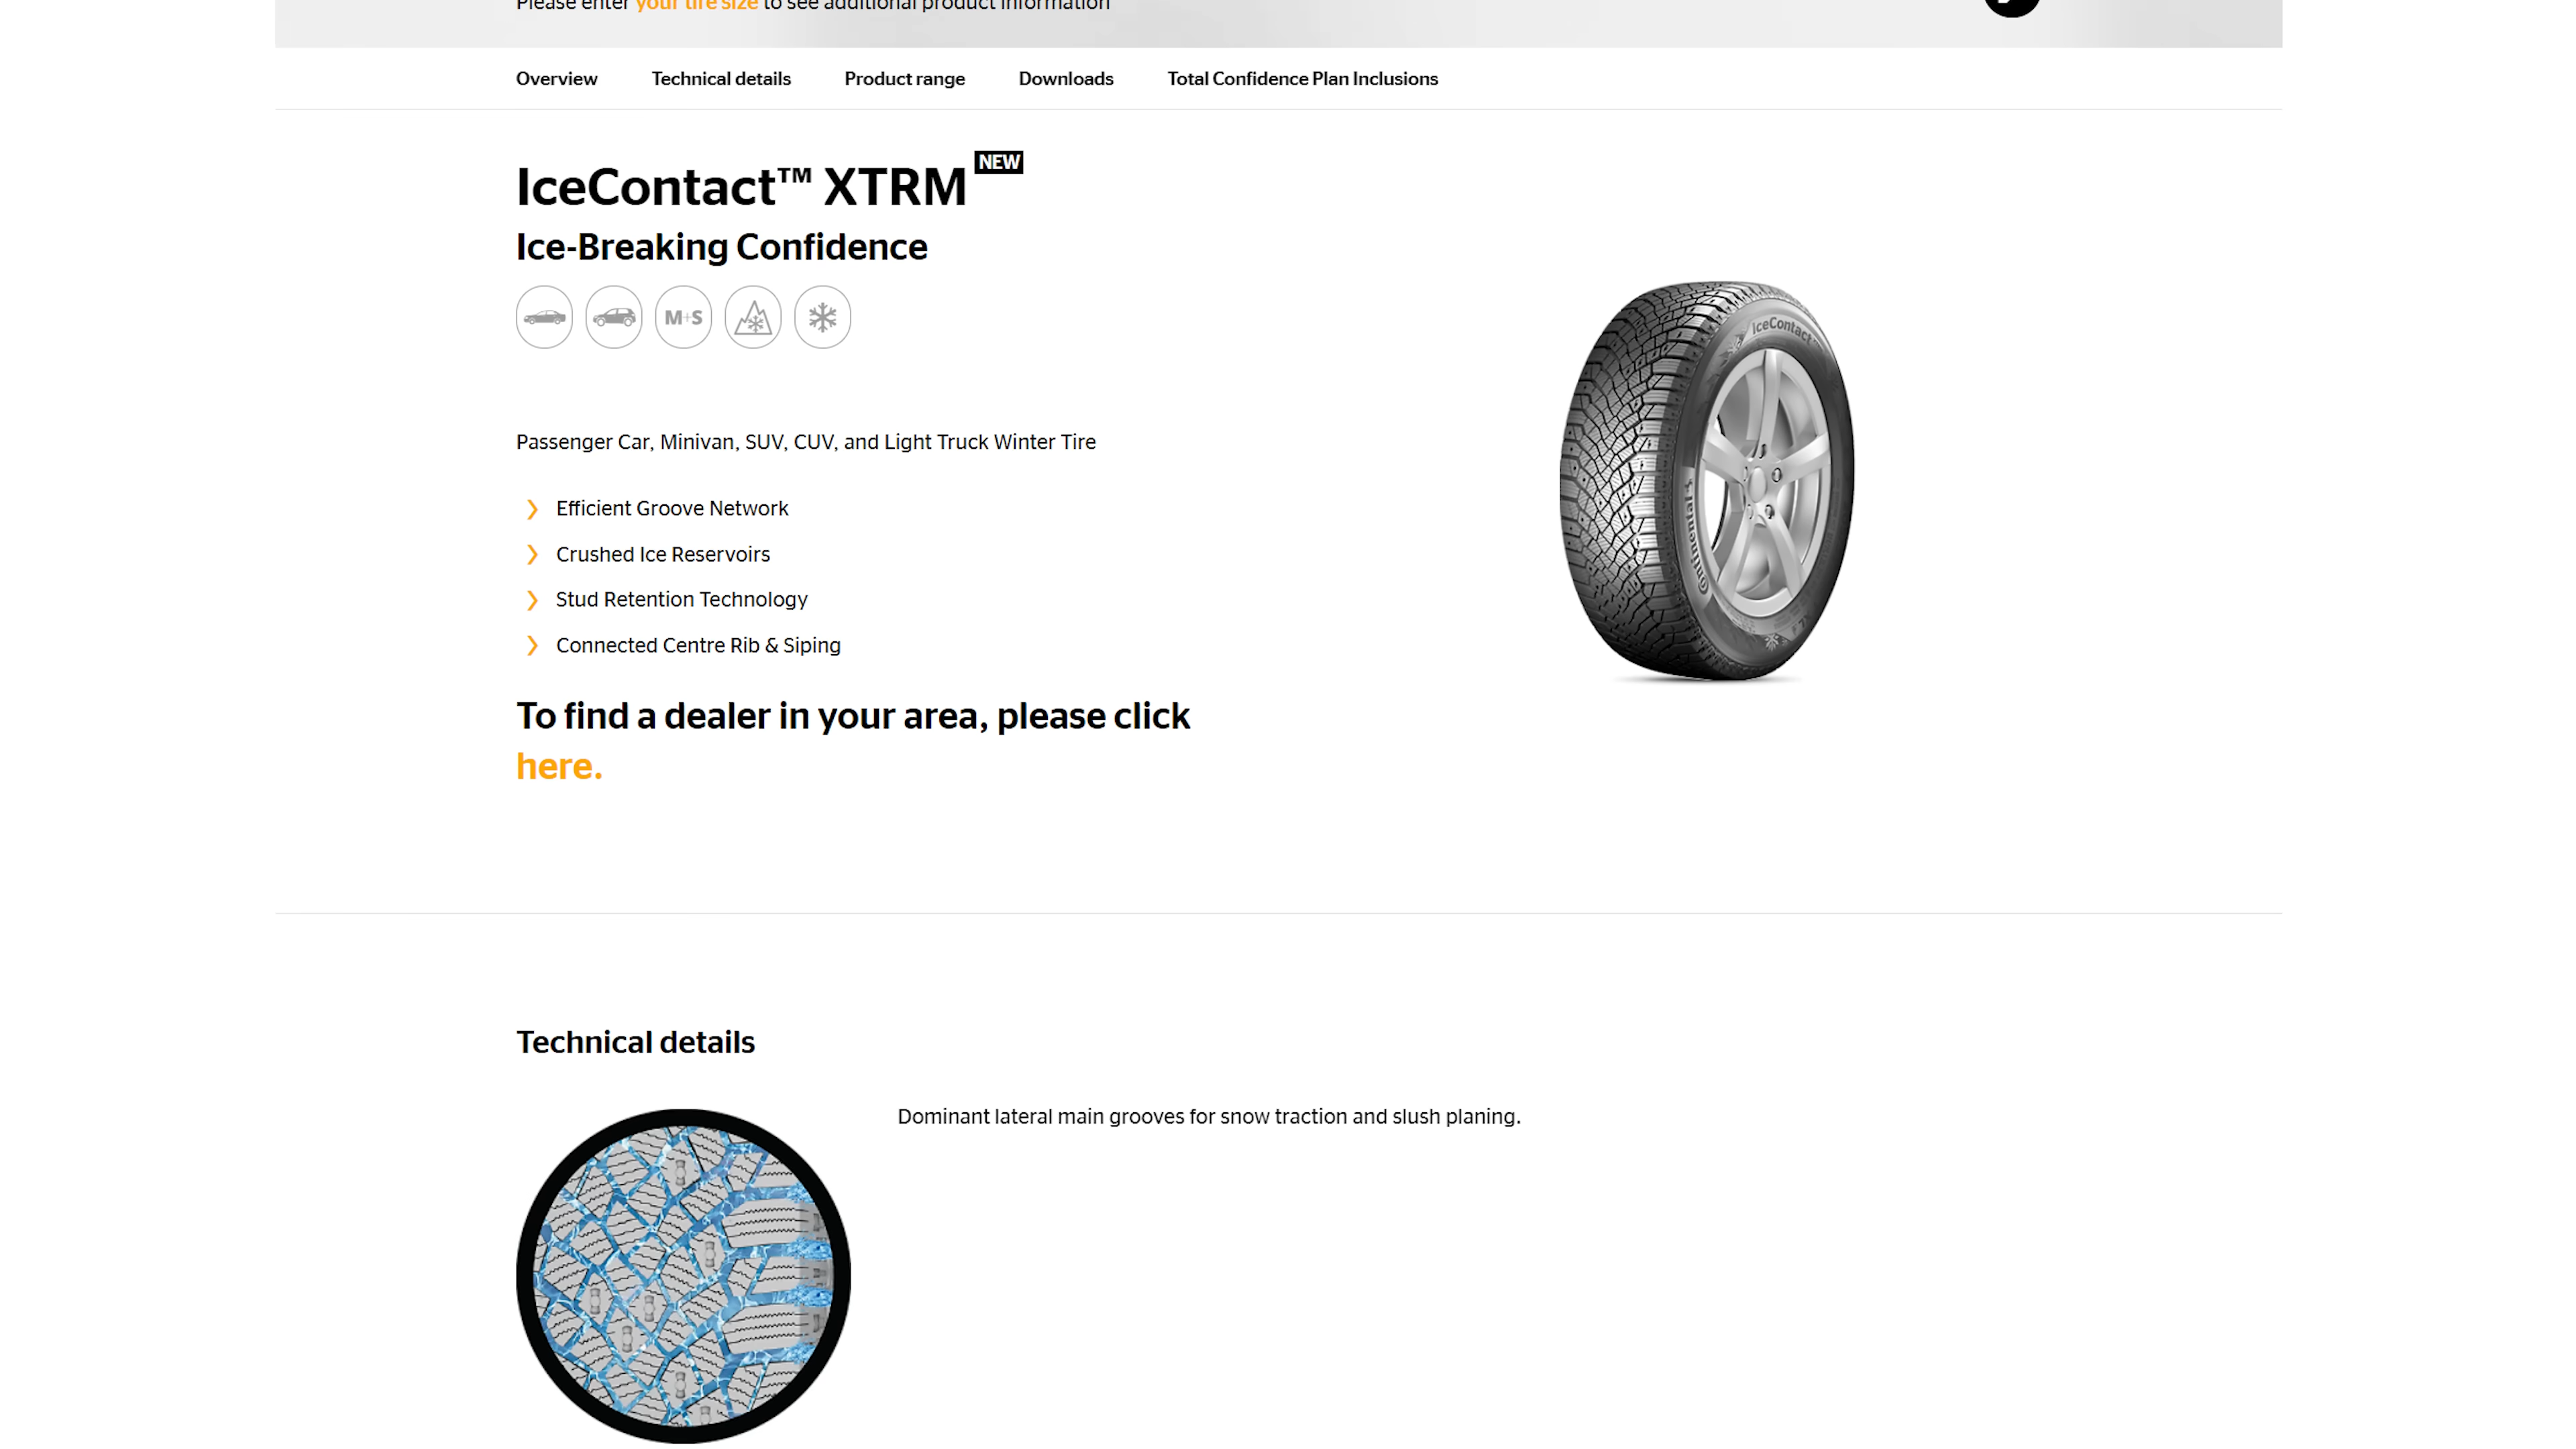 Please enter your tire size to see additional product information
Overview
Technical details
Product range
Downloads
Total Confidence Plan Inclusions
IceContact™ XTRM NEW
Ice-Breaking Confidence
M+S
Passenger Car, Minivan, SUV, CUV, and Light Truck Winter Tire
Efficient Groove Network
Crushed Ice Reservoirs
Stud Retention Technology
Connected Centre Rib & Siping
To find a dealer in your area, please click
here.
IceContact
Continental
Technical details
Dominant lateral main grooves for snow traction and slush planing.